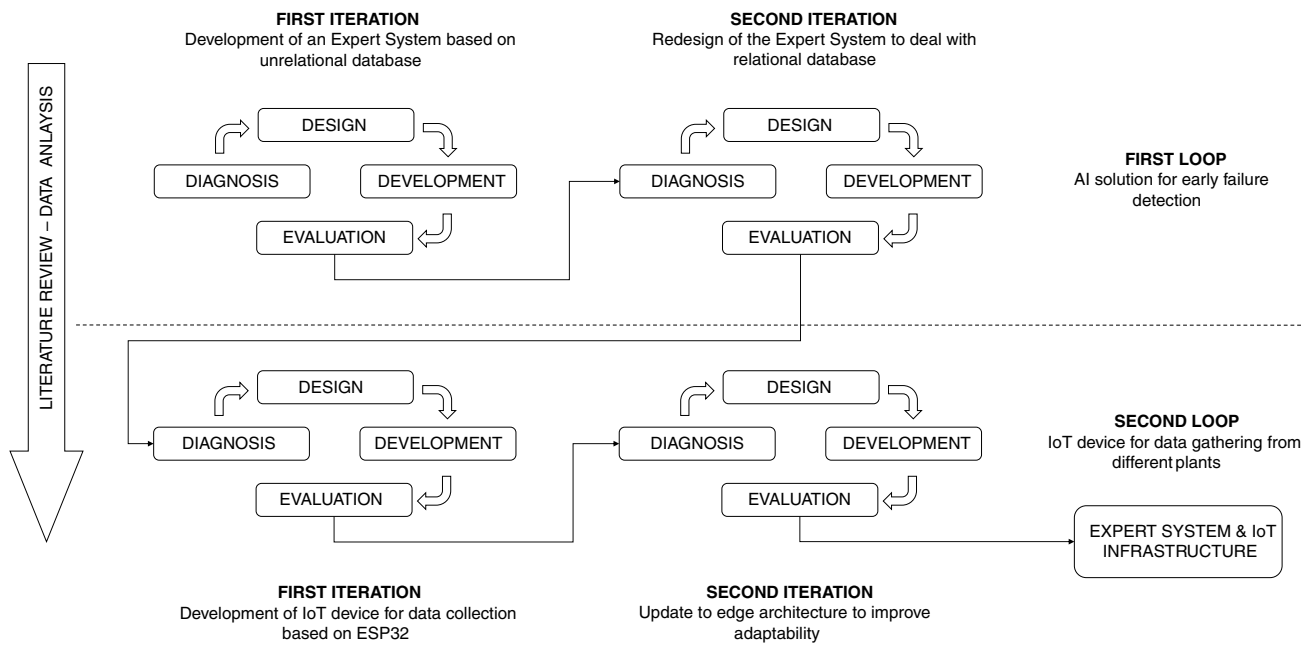 FIRST ITERATION
Development of an Expert System based on
unrelational database
SECOND ITERATION
Redesign of the Expert System to deal with
relational database
LITERATURE REVIEW – DATA ANLAYSIS
DESIGN
DIAGNOSIS
DEVELOPMENT
EVALUATION
DESIGN
DIAGNOSIS
DEVELOPMENT
EVALUATION
FIRST LOOP
AI solution for early failure
detection
DESIGN
DIAGNOSIS
DEVELOPMENT
EVALUATION
DESIGN
DIAGNOSIS
DEVELOPMENT
EVALUATION
SECOND LOOP
IoT device for data gathering from
different plants
EXPERT SYSTEM & IoT
INFRASTRUCTURE
FIRST ITERATION
Development of IoT device for data collection
based on ESP32
SECOND ITERATION
Update to edge architecture to improve
adaptability